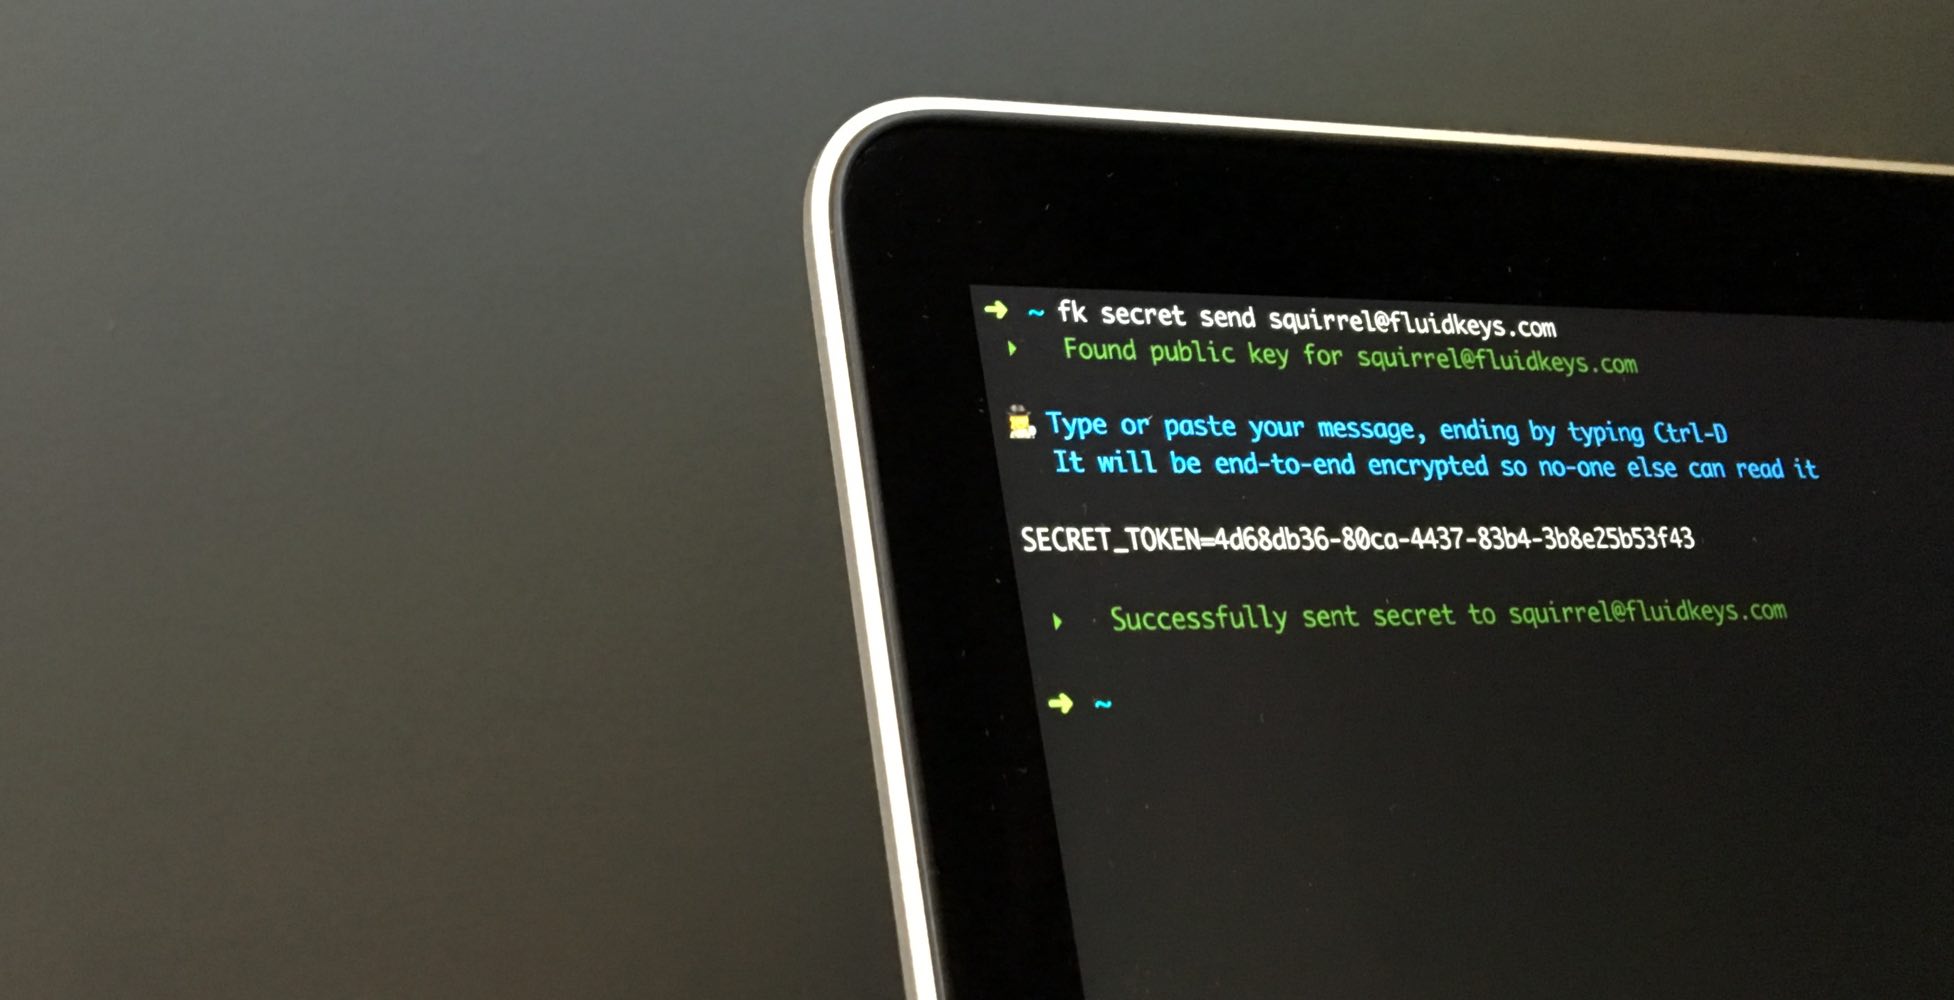 ➜ ~ fk secret send squirrel@fluidkeys.com
▸ Found public key for squirrel@fluidkeys.com
Type or paste your message, ending by typing Ctrl-D
It will be end-to-end encrypted so no-one else can read it
SECRET_TOKEN=4d68db36-80ca-4437-83b4-3b8e25b53f43
▸ Successfully sent secret to squirrel@fluidkeys.com
➜ ~